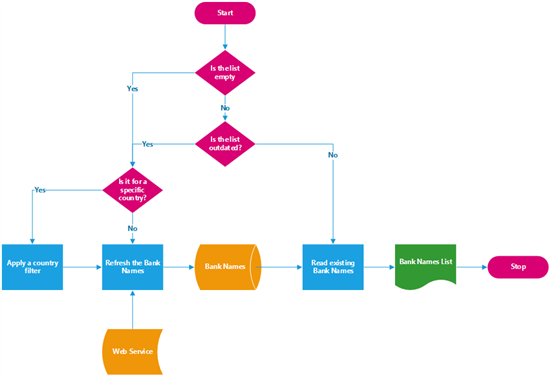 Start
Is the list
empty
Yes
No
Is the list
outdated?
Yes
No
Is it for a
specific
country?
Yes
No
Apply a country
filter
Refresh the Bank
Names
Bank Names
Read existing
Bank Names
Bank Names List
Stop
Web Service